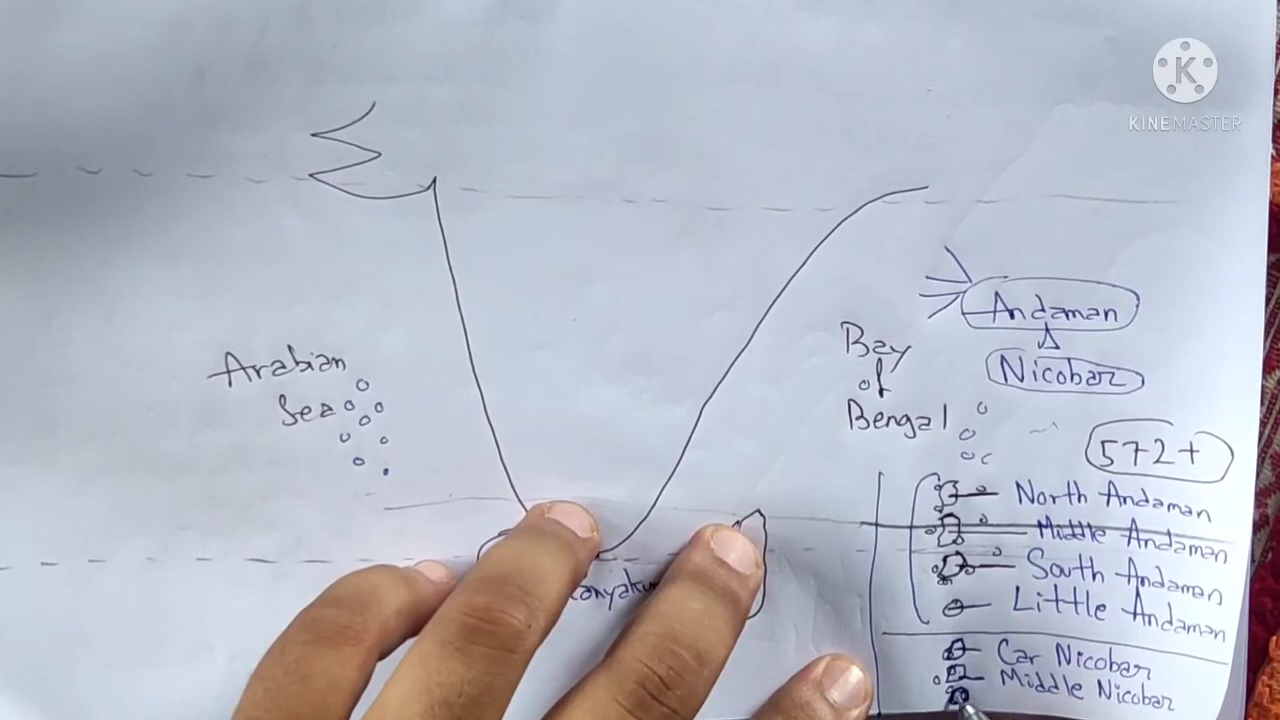 KINEMASTER
Arabian
Sea
Bay
of
Bengal
Andaman
&
Nicobar
572+
North Andaman
Middle Andaman
South Andaman
Little Andaman
Car Nicobar
Middle Nicobar